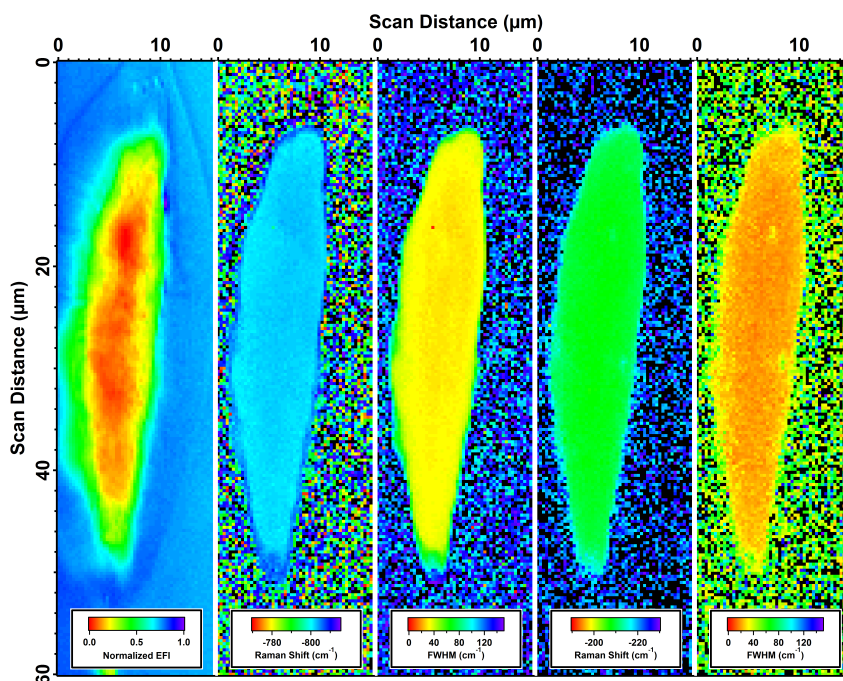 Scan Distance (µm)
0 10 0 10 0 10 0 10 0 10
0
20
40
60
Scan Distance (µm)
0.0 0.5 1.0
Normalized EFI
-780 -800
Raman Shift (cm-1)
0 40 80 120
FWHM (cm-1)
-200 -220
Raman Shift (cm-1)
0 40 80 120
FWHM (cm-1)